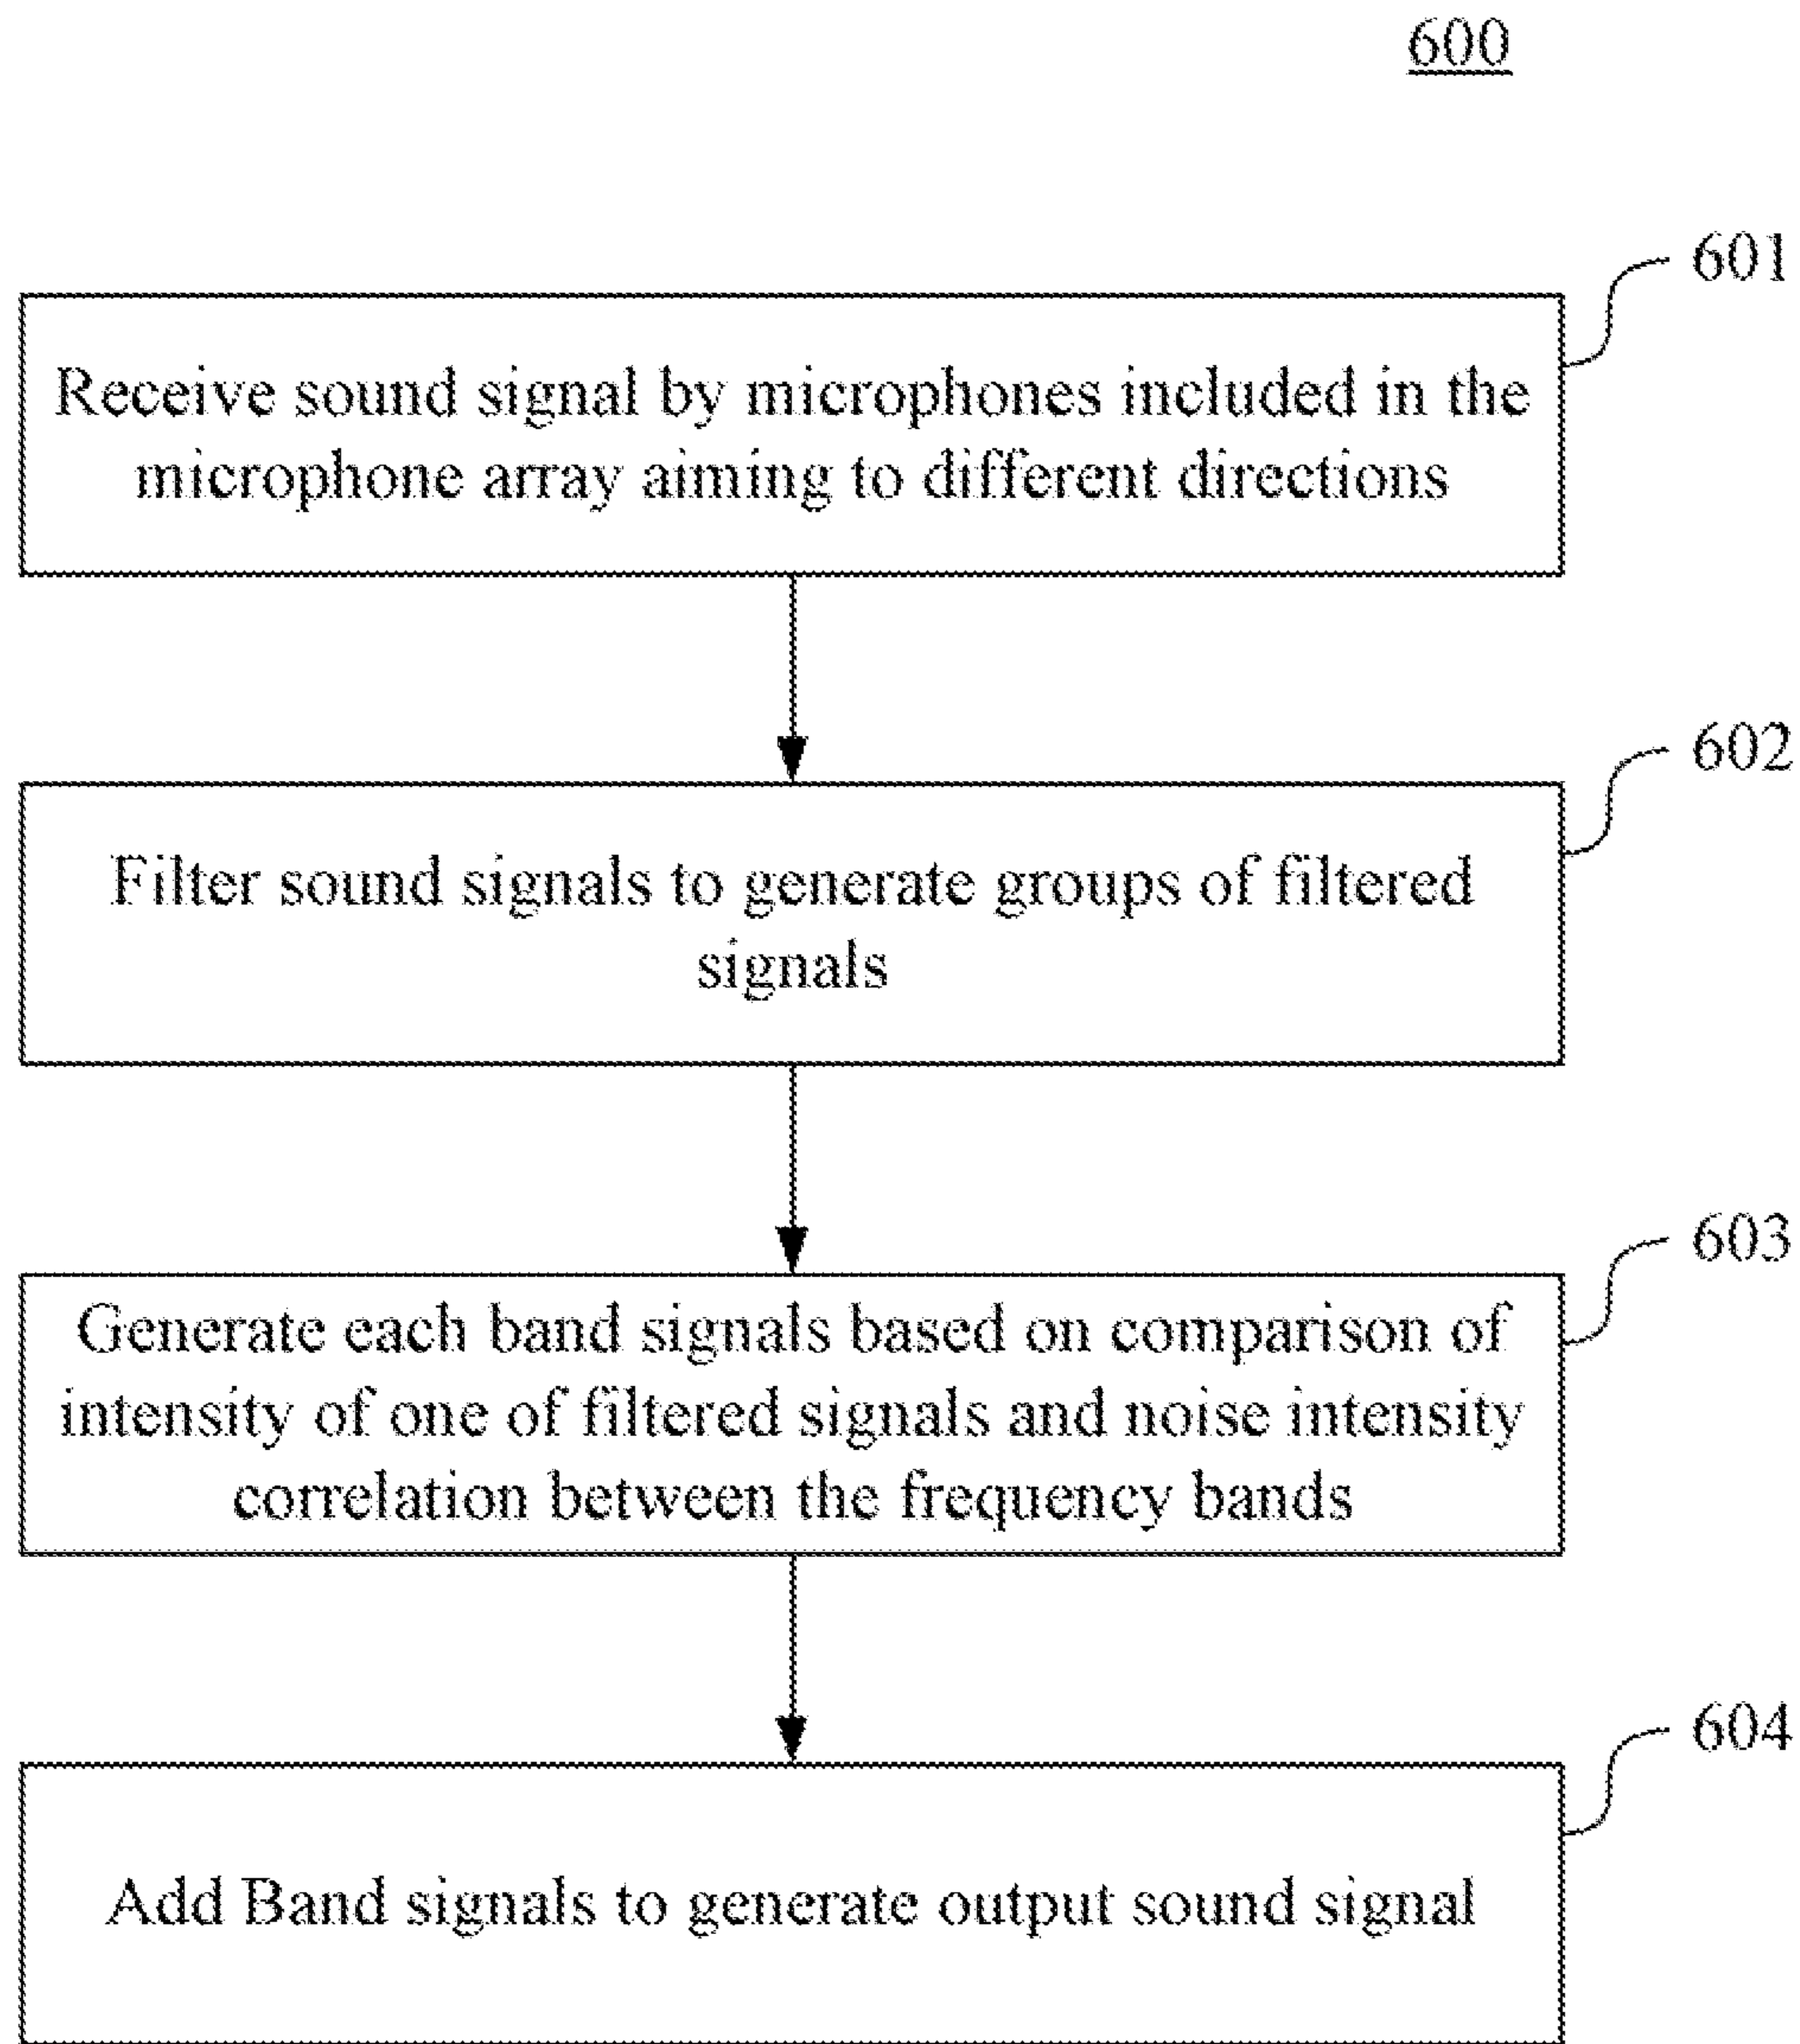 600
601
Receive sound signal by microphones included in the
microphone array aiming to different directions
602
Filter sound signals to generate groups of filtered
signals
603
Generate each band signals based on comparison of
intensity of one of filtered signals and noise intensity
correlation between the frequency bands
604
Add Band signals to generate output sound signal